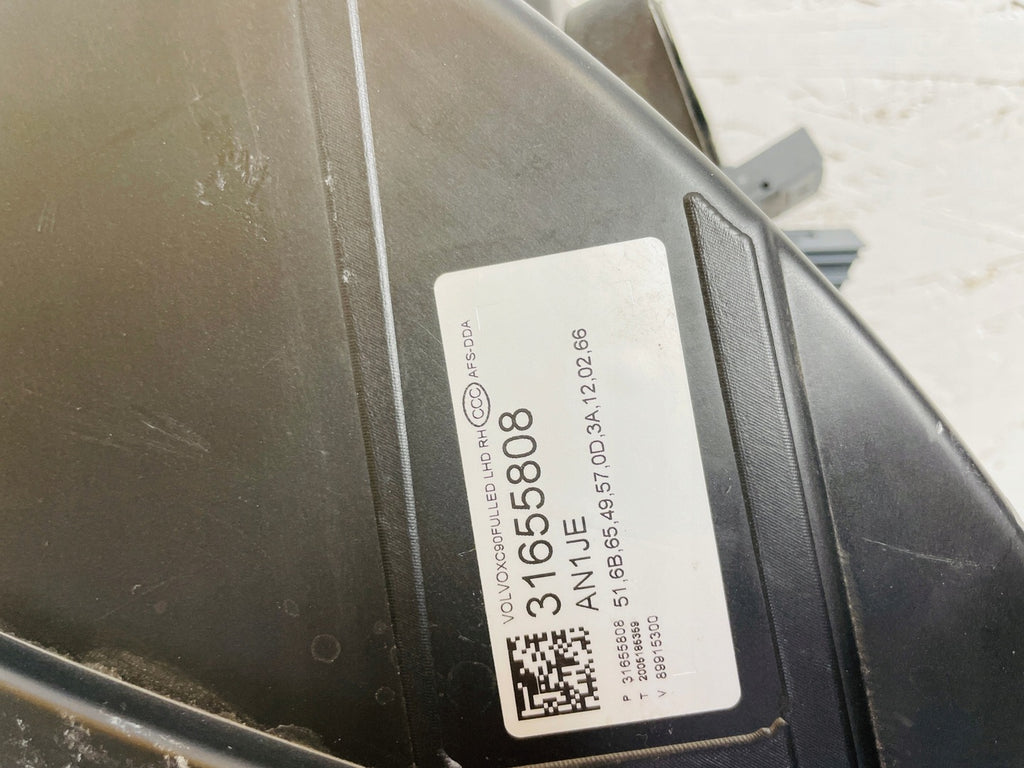 VOLVOXC90FULLED LHD RH CCC AFS-DDA
31655808
AN1JE
51,6B,65,49,57,0D,3A,12,02,66
P 31655808
T 2005185359
V 89915300